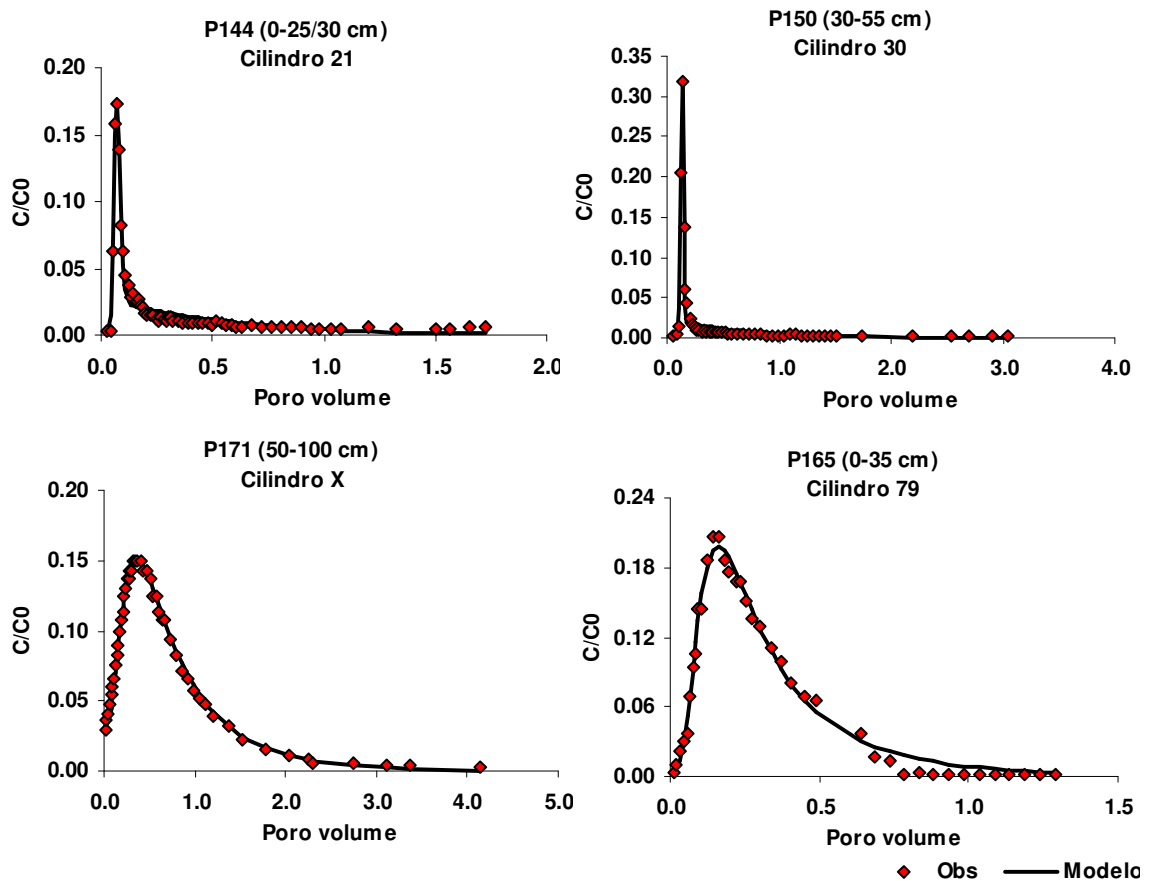 P144 (0-25/30 cm)
Cilindro 21
C/C0
0.20
0.15
0.10
0.05
0.00
0.0 0.5 1.0 1.5 2.0
Poro volume
P150 (30-55 cm)
Cilindro 30
C/C0
0.35
0.30
0.25
0.20
0.15
0.10
0.05
0.00
0.0 1.0 2.0 3.0 4.0
Poro volume
P171 (50-100 cm)
Cilindro X
C/C0
0.20
0.15
0.10
0.05
0.00
0.0 1.0 2.0 3.0 4.0 5.0
Poro volume
P165 (0-35 cm)
Cilindro 79
C/C0
0.24
0.18
0.12
0.06
0.00
0.0 0.5 1.0 1.5
Poro volume
Obs Modelo